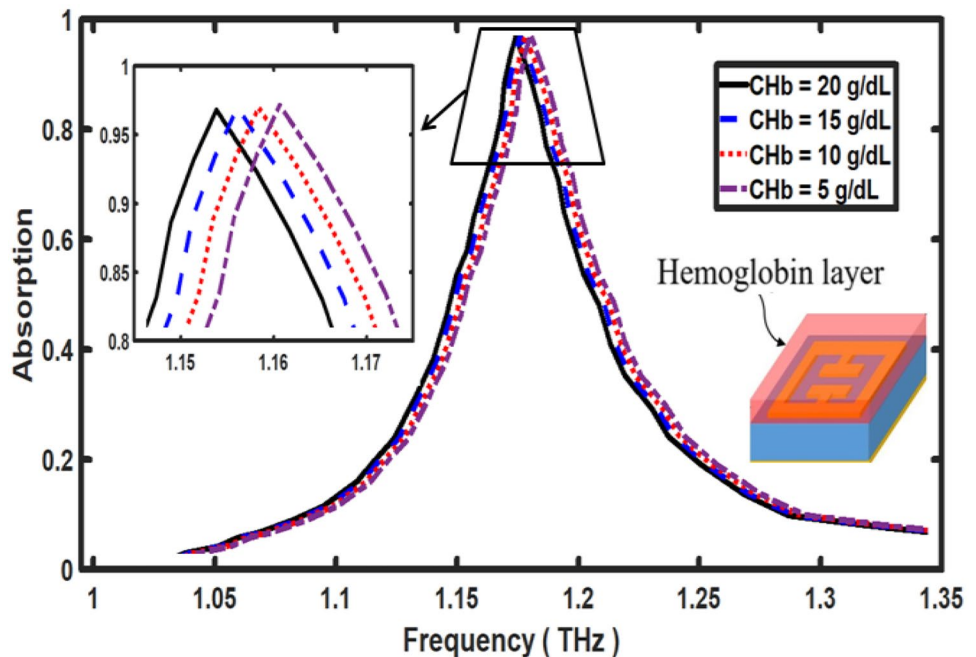 1
0.8
0.6
0.4
0.2
0
Absorption
1
0.95
0.9
0.85
0.8
1.15 1.16 1.17
CHb = 20 g/dL
CHb = 15 g/dL
CHb = 10 g/dL
CHb = 5 g/dL
Hemoglobin layer
1 1.05 1.1 1.15 1.2 1.25 1.3 1.35
Frequency ( THz )